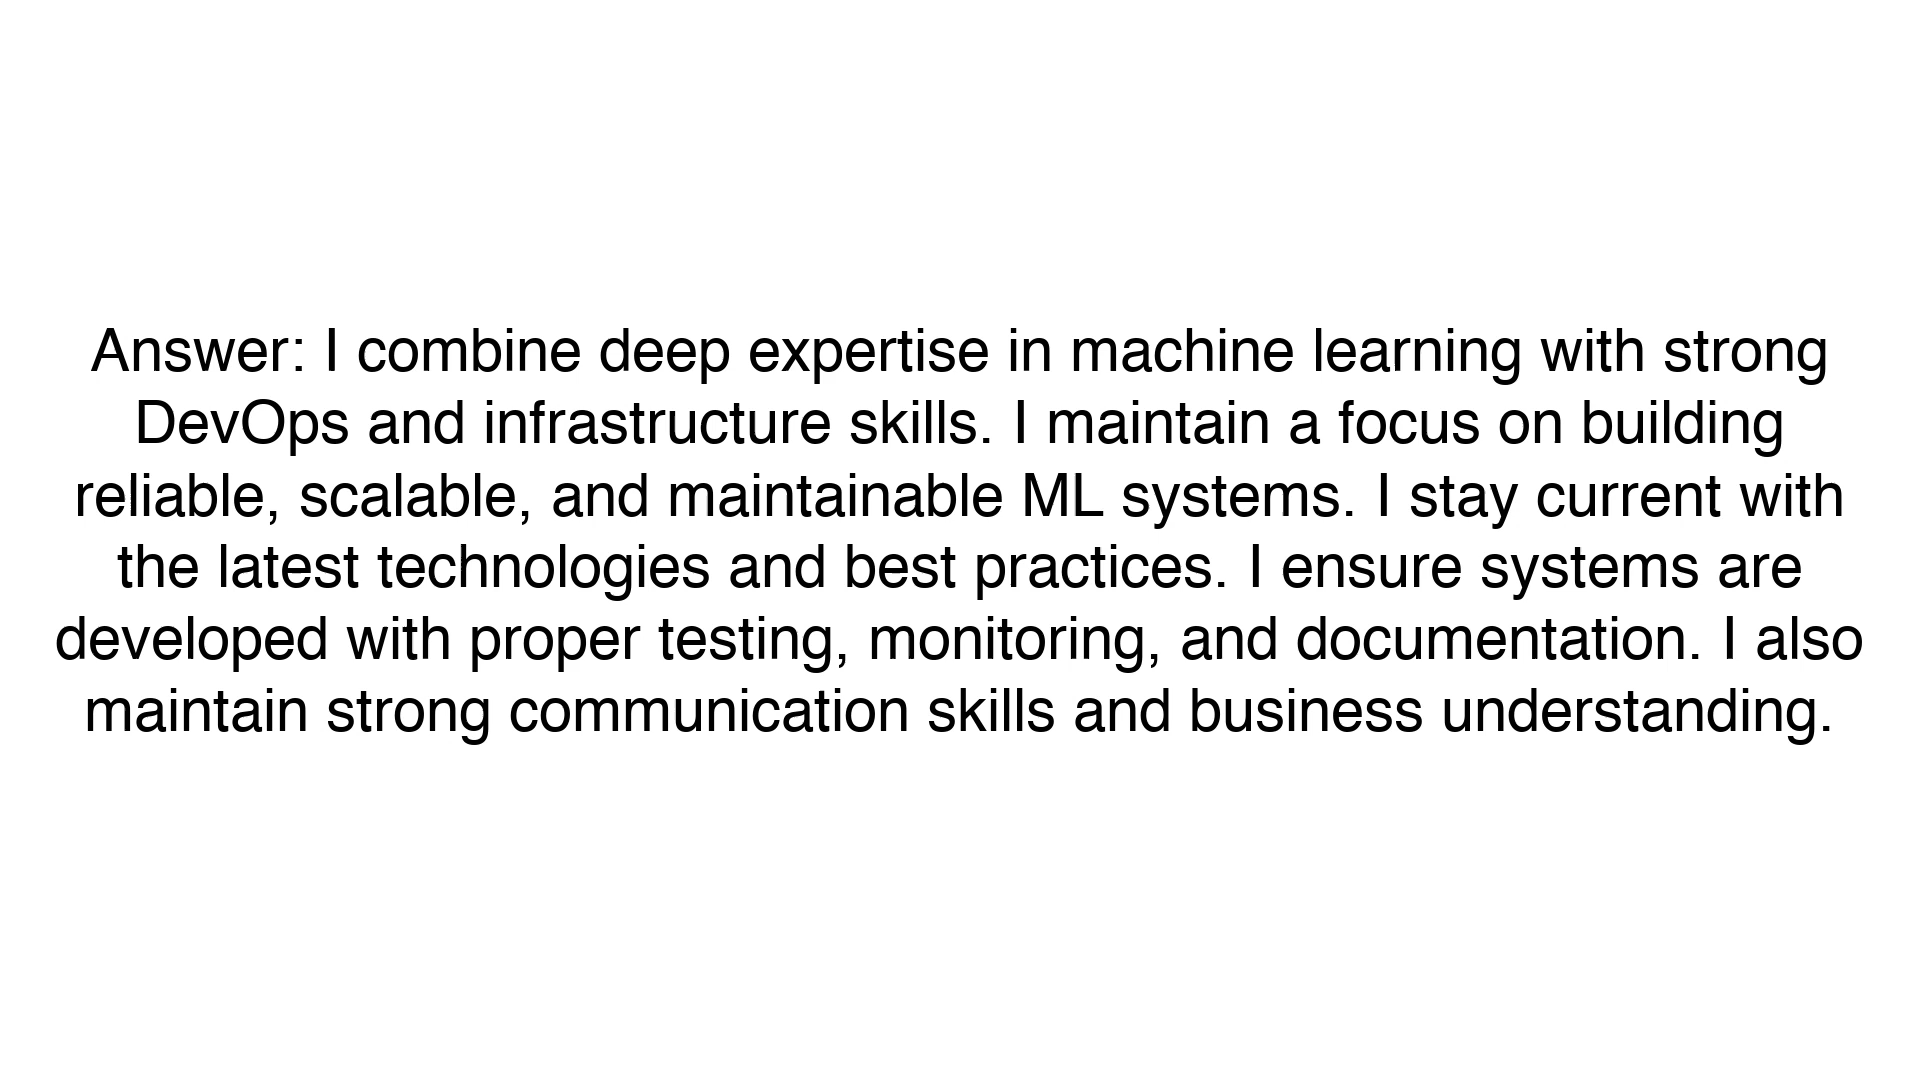 Answer: I combine deep expertise in machine learning with strong
DevOps and infrastructure skills. I maintain a focus on building
reliable, scalable, and maintainable ML systems. I stay current with
the latest technologies and best practices. I ensure systems are
developed with proper testing, monitoring, and documentation. I also
maintain strong communication skills and business understanding.